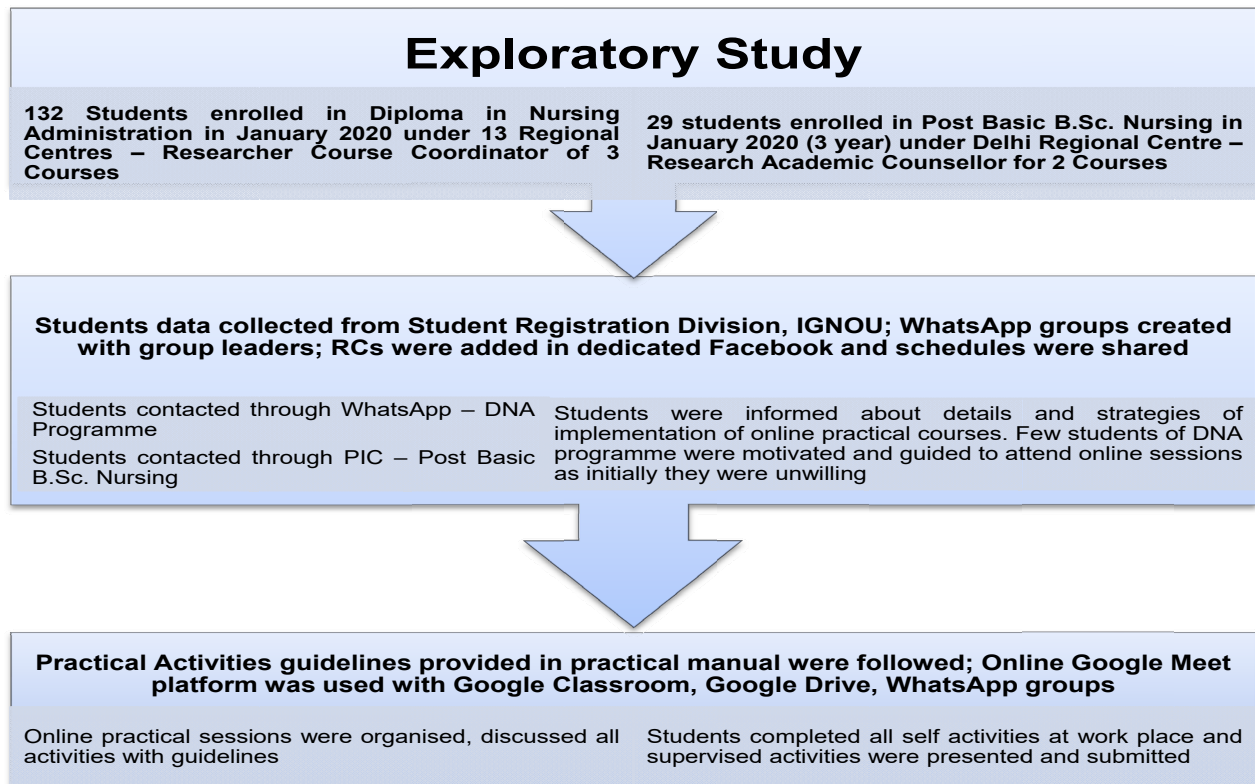 Exploratory Study
132 Students enrolled in Diploma in Nursing
Administration in January 2020 under 13 Regional
Centres – Researcher Course Coordinator of 3
Courses
29 students enrolled in Post Basic B.Sc. Nursing in
January 2020 (3 year) under Delhi Regional Centre –
Research Academic Counsellor for 2 Courses
Students data collected from Student Registration Division, IGNOU; WhatsApp groups created
with group leaders; RCs were added in dedicated Facebook and schedules were shared
Students contacted through WhatsApp – DNA
Programme
Students contacted through PIC – Post Basic
B.Sc. Nursing
Students were informed about details and strategies of
implementation of online practical courses. Few students of DNA
programme were motivated and guided to attend online sessions
as initially they were unwilling
Practical Activities guidelines provided in practical manual were followed; Online Google Meet
platform was used with Google Classroom, Google Drive, WhatsApp groups
Online practical sessions were organised, discussed all
activities with guidelines
Students completed all self activities at work place and
supervised activities were presented and submitted